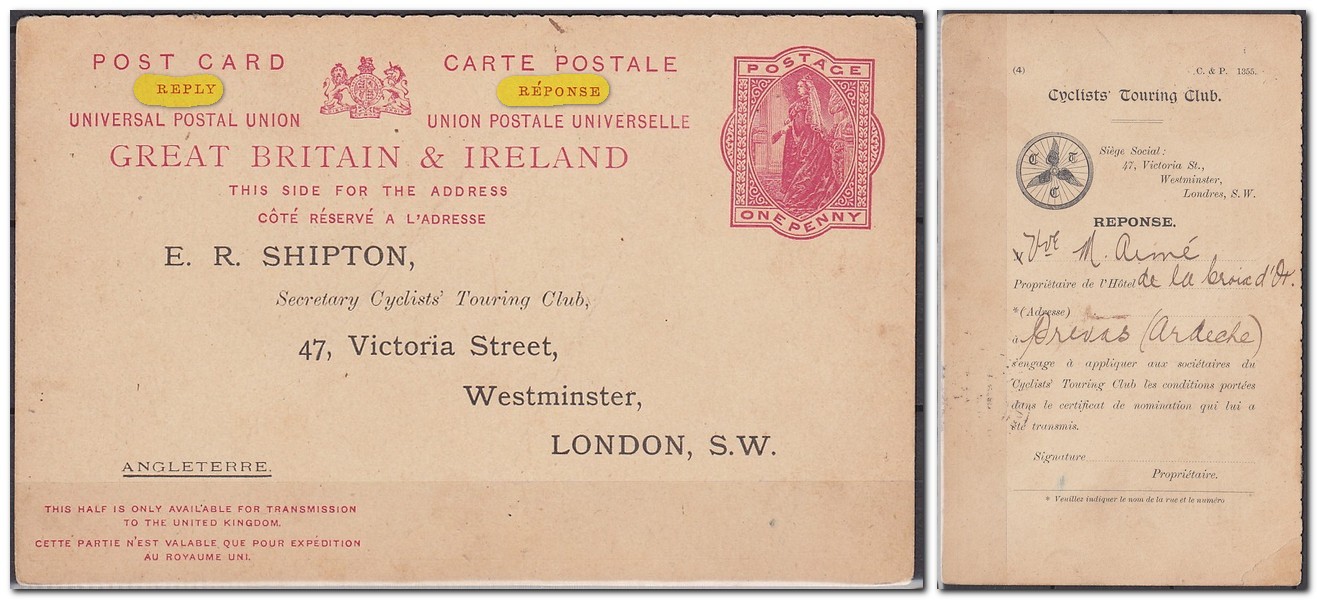 POST CARD
REPLY
UNIVERSAL POSTAL UNION
CARTE POSTALE
RÉPONSE
UNION POSTALE UNIVERSELLE
GREAT BRITAIN & IRELAND
THIS SIDE FOR THE ADDRESS
CÔTÉ RÉSERVÉ A L'ADRESSE
POSTAGE
ONE PENNY
E. R. SHIPTON,
Secretary Cyclists' Touring Club,
47, Victoria Street,
Westminster,
LONDON, S.W.
ANGLETERRE.
THIS HALF IS ONLY AVAILABLE FOR TRANSMISSION
TO THE UNITED KINGDOM.
CETTE PARTIE N'EST VALABLE QUE POUR EXPÉDITION
AU ROYAUME UNI.
(4) C. & P. 1355.
Cyclists' Touring Club.
C T C
Siège Social:
47, Victoria St.,
Westminster,
Londres, S. W.
REPONSE.
Vve M. Aimé
Propriétaire de l'Hôtel de la Croix d'Or.
*(Adresse)
à Privas (Ardeche)
s'engage à appliquer aux sociétaires du
Cyclists' Touring Club les conditions portées
dans le certificat de nomination qui lui a
été transmis.
Signature
Propriétaire.
* Veuillez indiquer le nom de la rue et le numéro